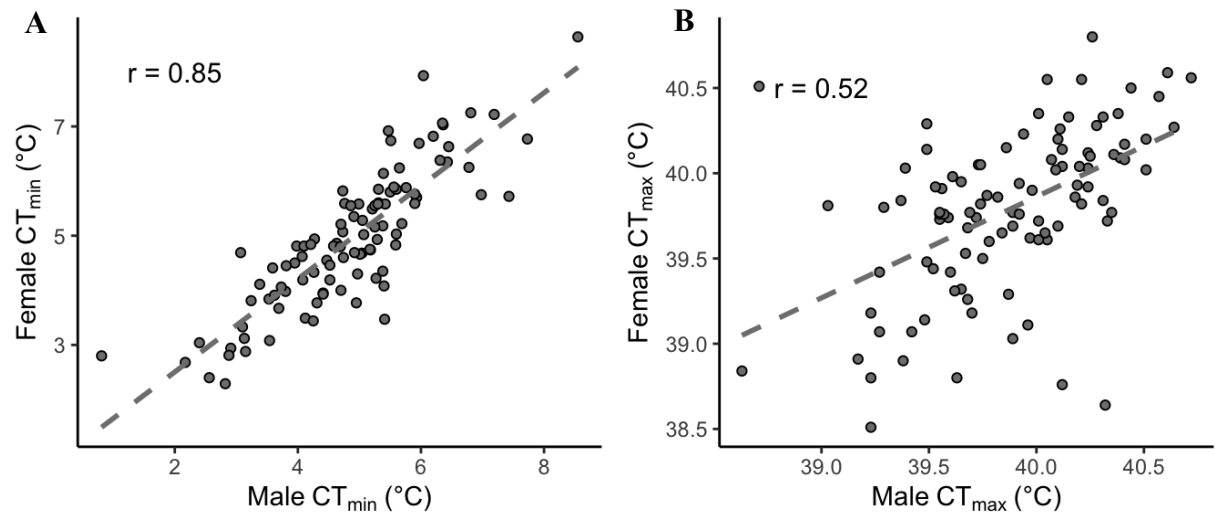 A
r = 0.85
Female CTmin (°C)
7
5
3
2
4
6
8
Male CTmin (°C)
B
r = 0.52
Female CTmax (°C)
40.5
40.0
39.5
39.0
38.5
39.0
39.5
40.0
40.5
Male CTmax (°C)